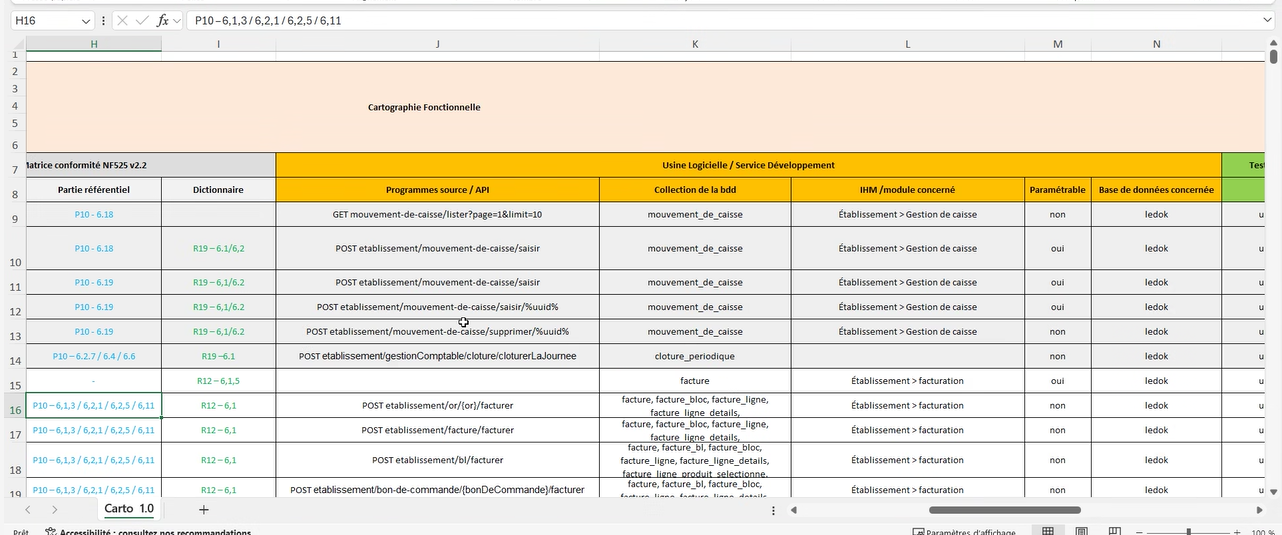 H16 fx P10 – 6,1,3 / 6,2,1 / 6,2,5 / 6,11
H I J K L M N
1
2
3
4 Cartographie Fonctionnelle
5
6
7 Matrice conformité NF525 v2.2 Usine Logicielle / Service Développement Test
8 Partie référentiel Dictionnaire Programmes source / API Collection de la bdd IHM /module concerné Paramétrable Base de données concernée
9 P10 - 6.18 GET mouvement-de-caisse/lister?page=1&limit=10 mouvement_de_caisse Établissement > Gestion de caisse non ledok u
10 P10 - 6.18 R19 – 6.1/6,2 POST etablissement/mouvement-de-caisse/saisir mouvement_de_caisse Établissement > Gestion de caisse oui ledok u
11 P10 - 6.19 R19 – 6.1/6.2 POST etablissement/mouvement-de-caisse/saisir mouvement_de_caisse Établissement > Gestion de caisse oui ledok u
12 P10 - 6.19 R19 – 6.1/6.2 POST etablissement/mouvement-de-caisse/saisir/%uuid% mouvement_de_caisse Établissement > Gestion de caisse oui ledok u
13 P10 - 6.19 R19 – 6.1/6.2 POST etablissement/mouvement-de-caisse/supprimer/%uuid% mouvement_de_caisse Établissement > Gestion de caisse non ledok u
14 P10 – 6.2.7 / 6.4 / 6.6 R19 –6.1 POST etablissement/gestionComptable/cloture/cloturerLaJournee cloture_periodique non ledok u
15 - R12 – 6,1,5 facture Établissement > facturation oui ledok u
16 P10 – 6,1,3 / 6,2,1 / 6,2,5 / 6,11 R12 – 6,1 POST etablissement/or/{or}/facturer facture, facture_bloc, facture_ligne, Établissement > facturation non ledok u
facture_ligne_details,
17 P10 – 6,1,3 / 6,2,1 / 6,2,5 / 6,11 R12 – 6,1 POST etablissement/facture/facturer facture, facture_bloc, facture_ligne, Établissement > facturation non ledok u
facture_ligne_details,
18 P10 – 6,1,3 / 6,2,1 / 6,2,5 / 6,11 R12 – 6,1 POST etablissement/bl/facturer facture, facture_bl, facture_bloc, Établissement > facturation non ledok u
facture_ligne, facture_ligne_details,
facture_ligne_produit_selectionne,
19 P10 – 6,1,3 / 6,2,1 / 6,2,5 / 6,11 R12 – 6,1 POST etablissement/bon-de-commande/{bonDeCommande}/facturer facture, facture_bl, facture_bloc, Établissement > facturation non ledok u
facture_ligne, facture_ligne_details,
Carto 1.0
Prêt Accessibilité : consultez nos recommandations Paramètres d'affichage 100 %